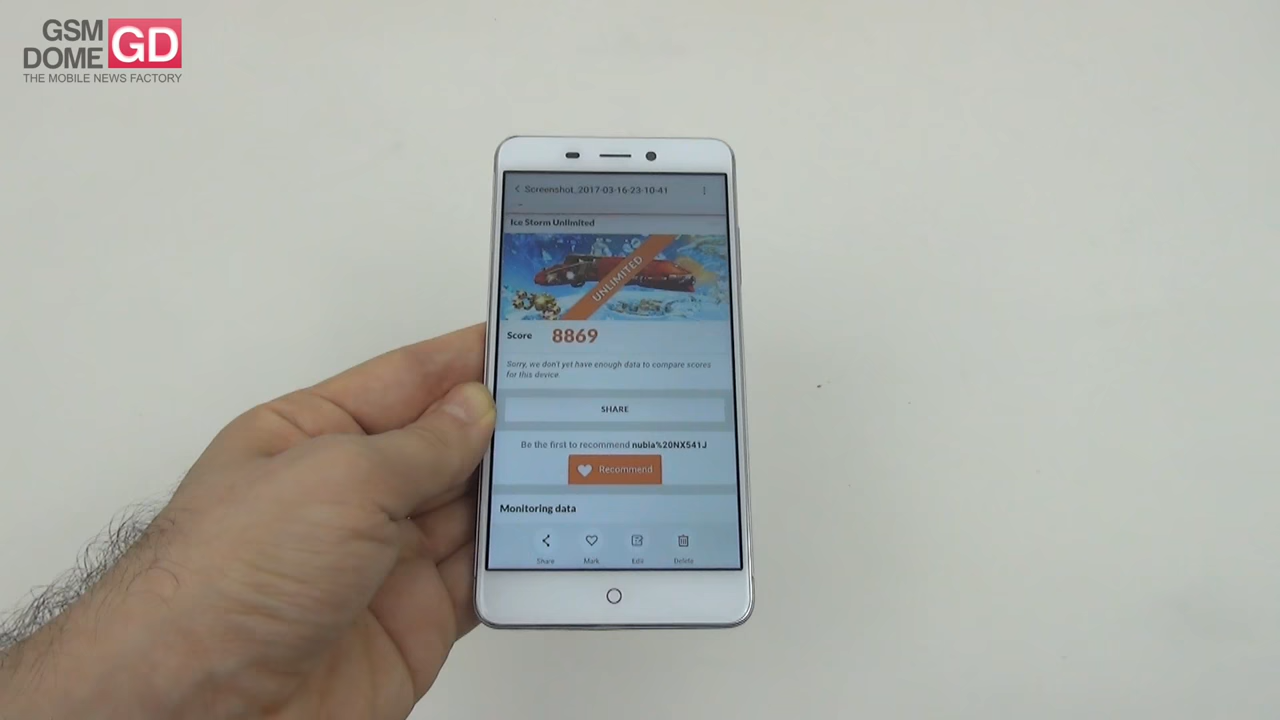 GSM
DOME
GD
THE MOBILE NEWS FACTORY
Screenshot_2017-03-16-23-10-41
Ice Storm Unlimited
UNLIMITED
Score 8869
Sorry, we don't yet have enough data to compare scores
for this device.
SHARE
Be the first to recommend nubia%20NX541J
Recommend
Monitoring data
Share Mark Edit Delete